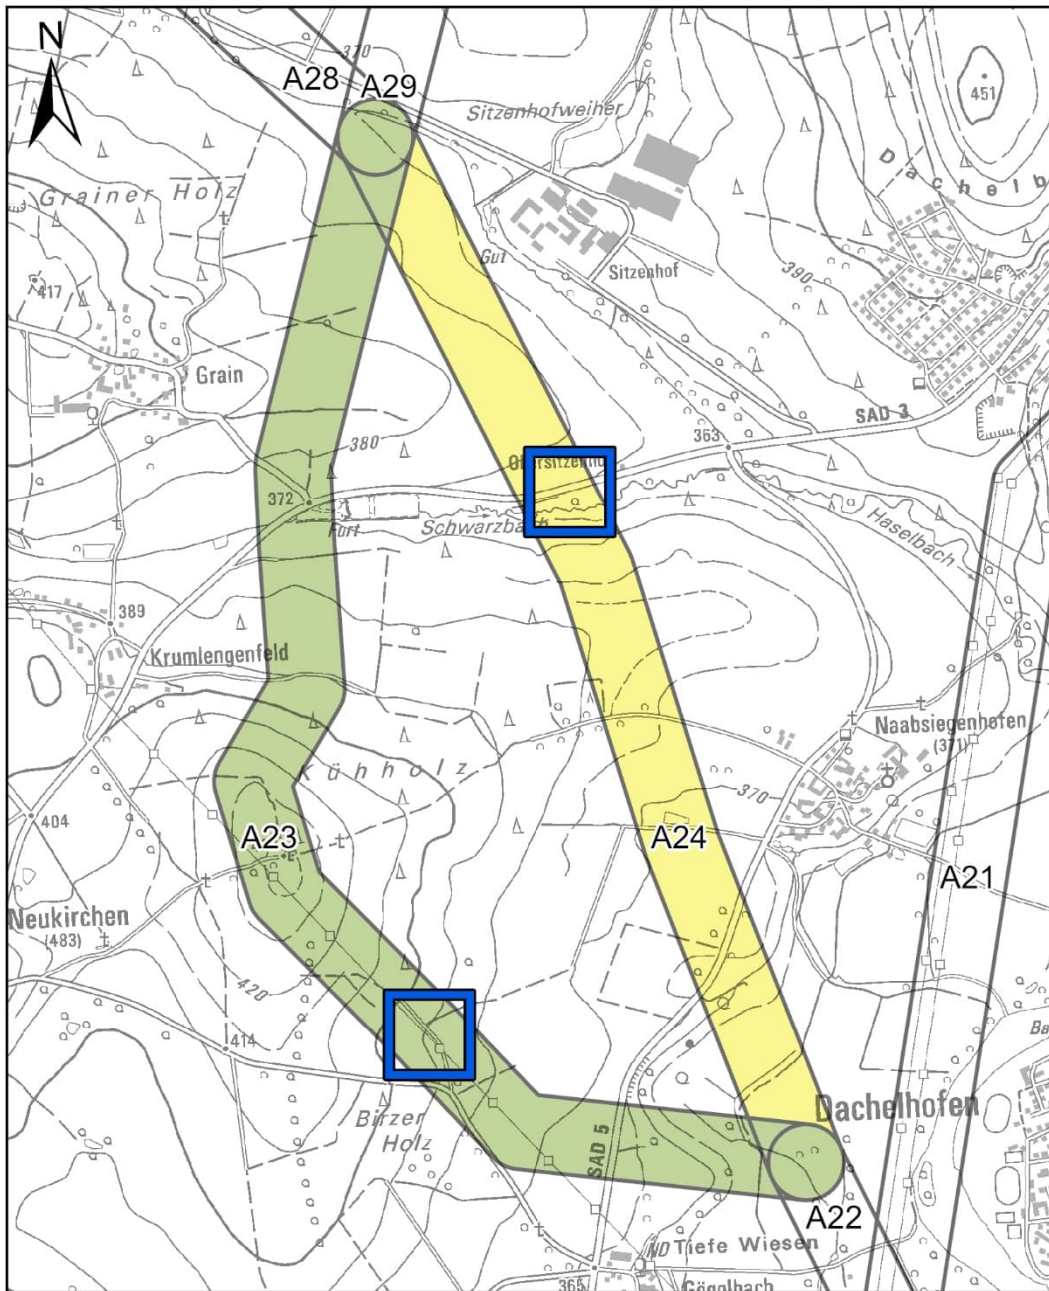 N
370
A28
A29
Sitzenhofweiher
451
Dachelb
Grainer Holz
Gut
Sitzenhof
390
417
Grain
SAD 3
363
380
372
Furt
Schwarzbach
Haselbach
389
Krumlengenfeld
Naabsiegenhofen
(371)
Kühholz
370
404
A23
A24
A21
Neukirchen
(483)
420
414
Ba
Birzer
Holz
Dachelhofen
SAD 5
A22
ND Tiefe Wiesen
365
Gögglbach